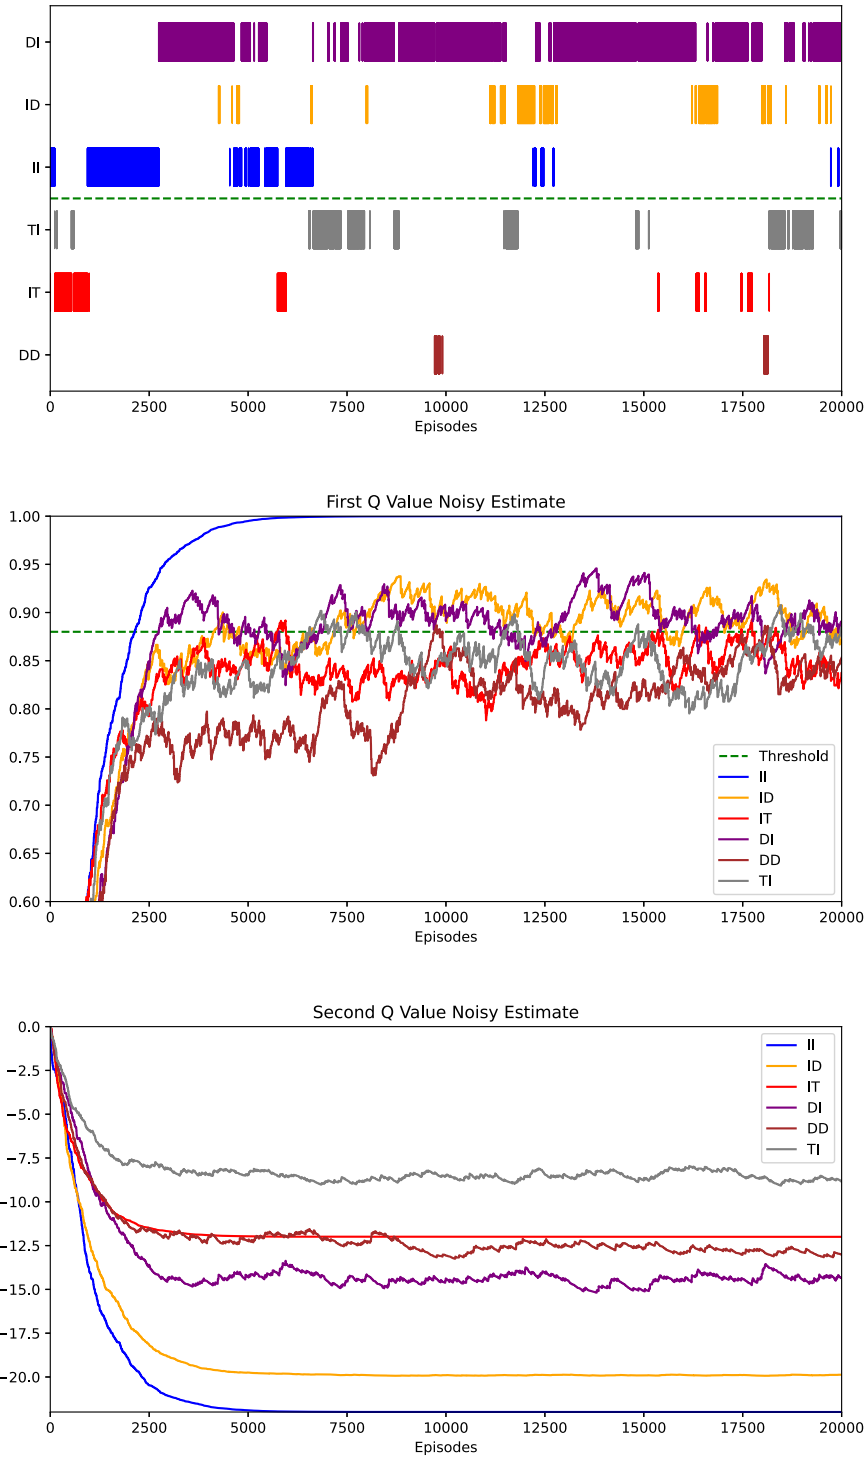 DI
ID
II
TI
IT
DD
0 2500 5000 7500 10000 12500 15000 17500 20000
Episodes
First Q Value Noisy Estimate
1.00
0.95
0.90
0.85
0.80
0.75
0.70
0.65
0.60
Threshold
II
ID
IT
DI
DD
TI
0 2500 5000 7500 10000 12500 15000 17500 20000
Episodes
Second Q Value Noisy Estimate
0.0
−2.5
−5.0
−7.5
−10.0
−12.5
−15.0
−17.5
−20.0
II
ID
IT
DI
DD
TI
0 2500 5000 7500 10000 12500 15000 17500 20000
Episodes